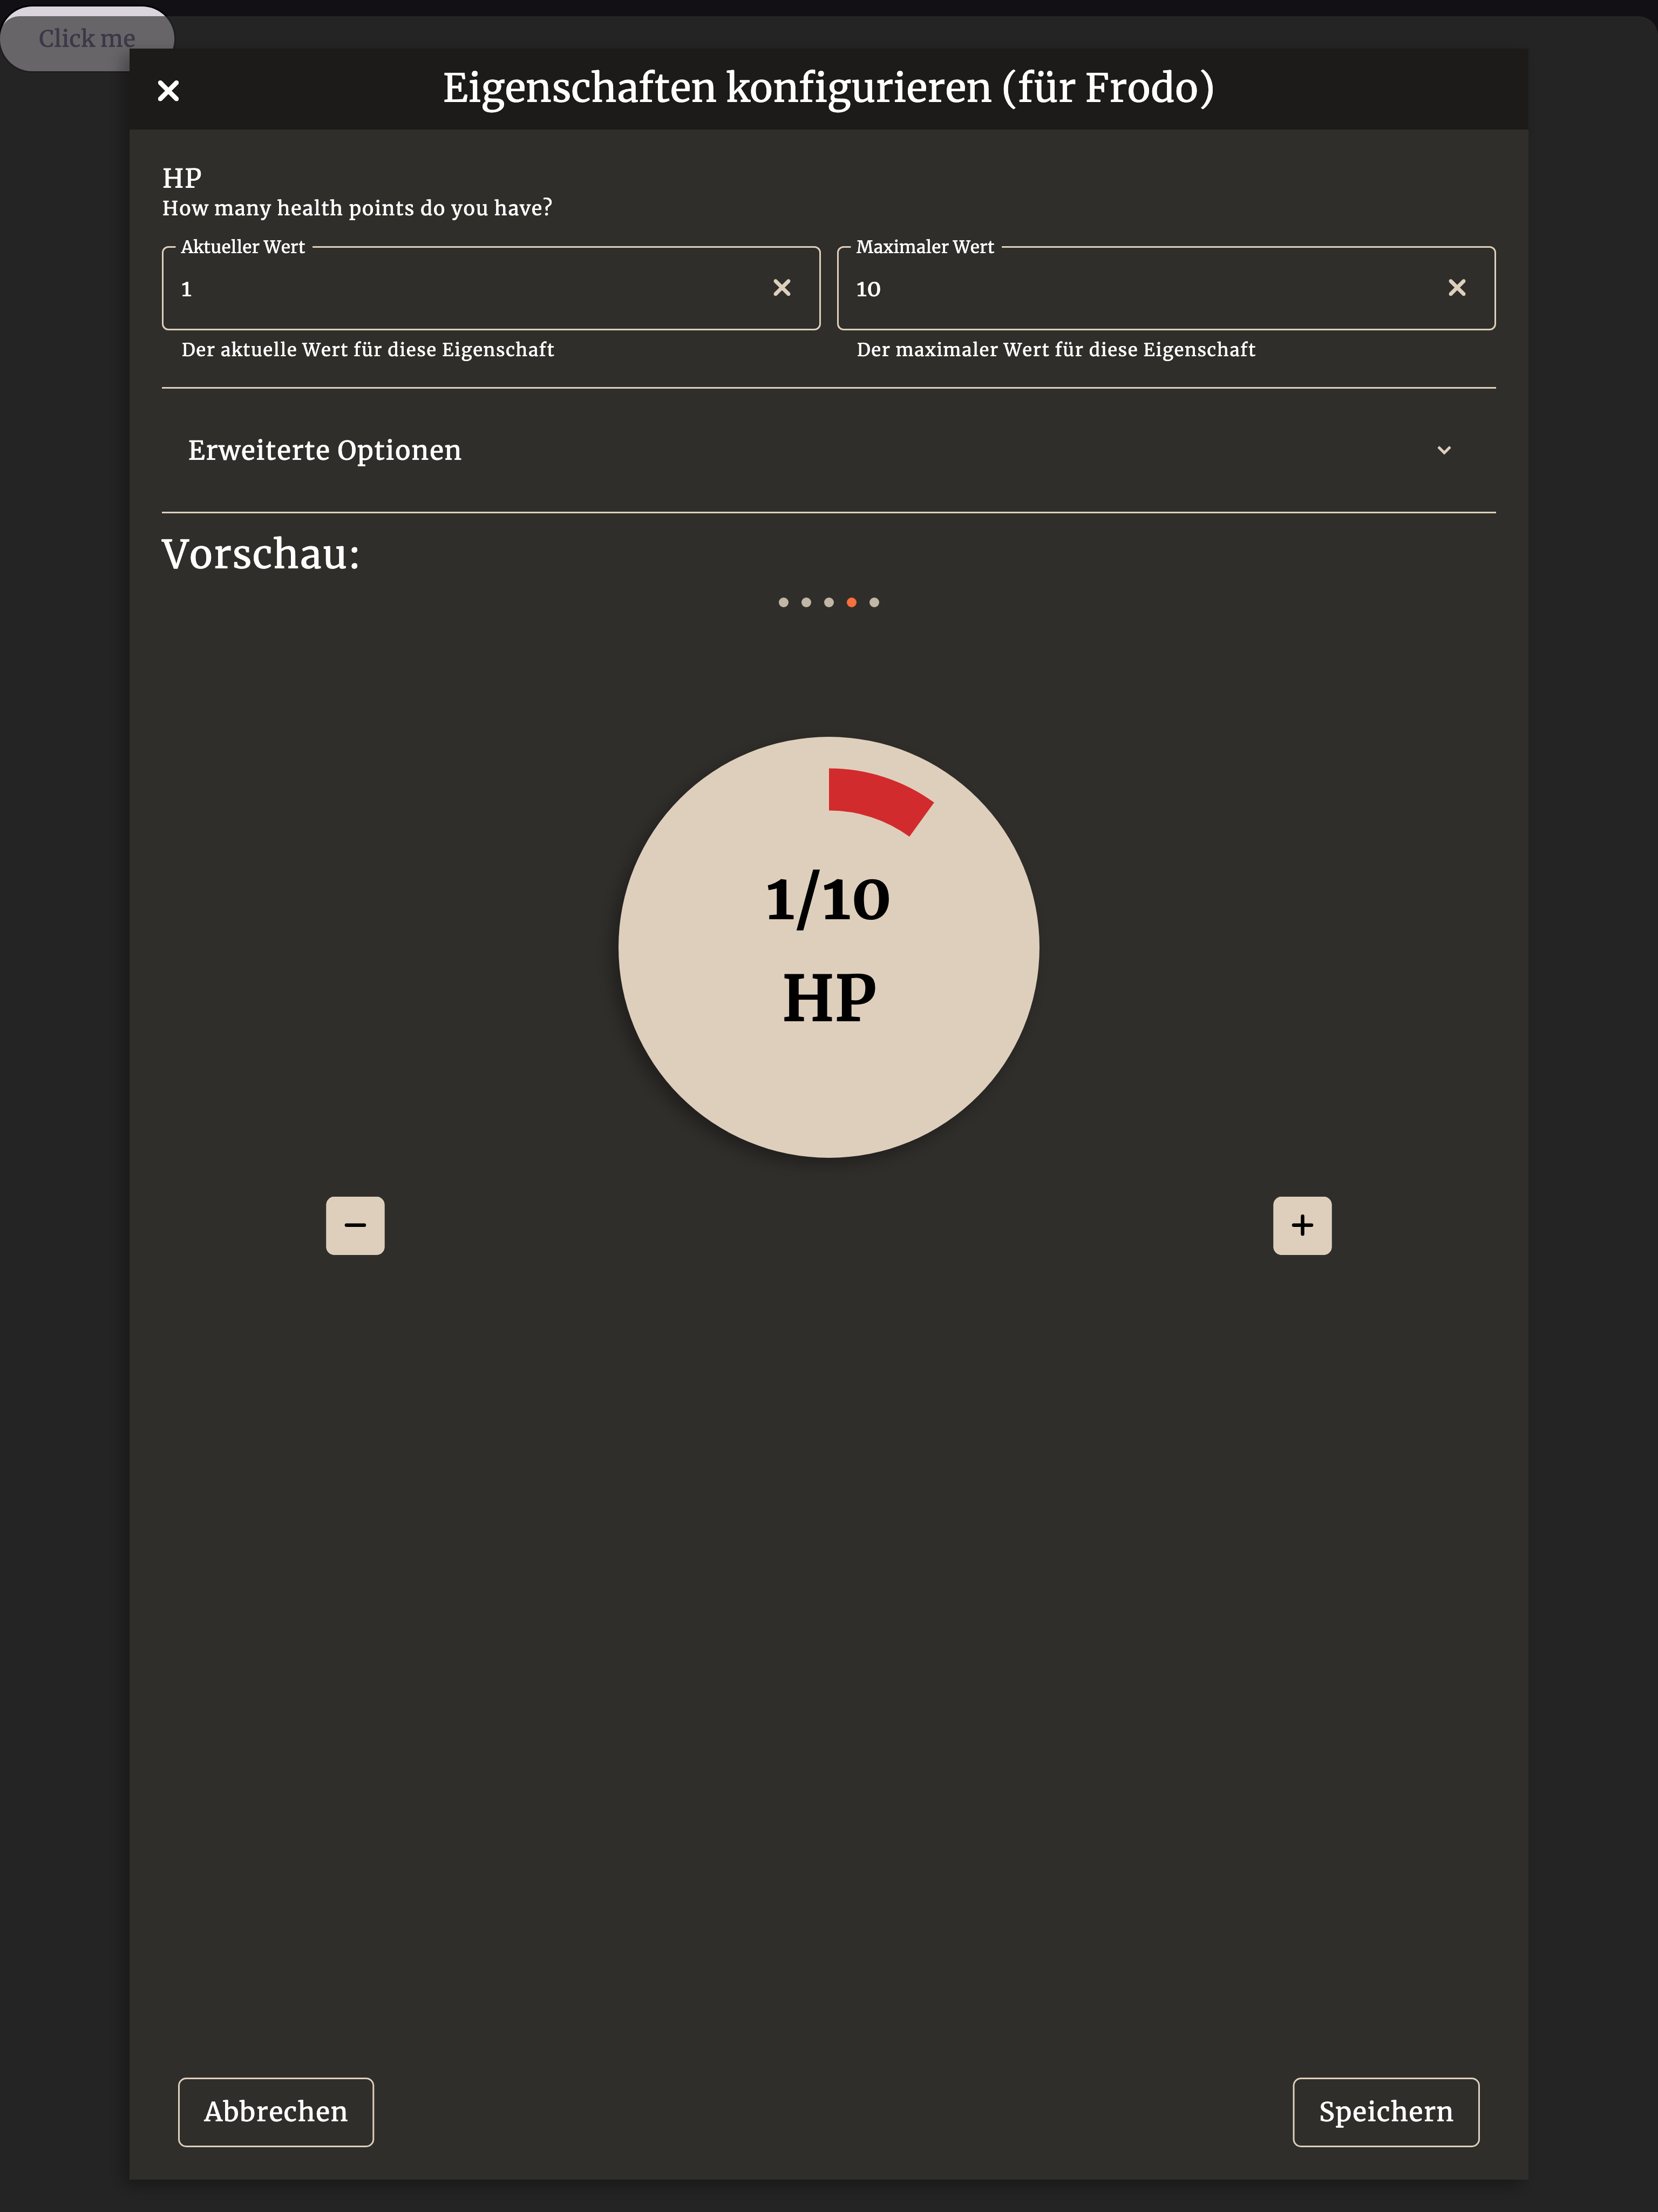 Click me
Eigenschaften konfigurieren (für Frodo)
HP
How many health points do you have?
Aktueller Wert
1
Der aktuelle Wert für diese Eigenschaft
Maximaler Wert
10
Der maximaler Wert für diese Eigenschaft
Erweiterte Optionen
Vorschau:
1/10
HP
Abbrechen
Speichern